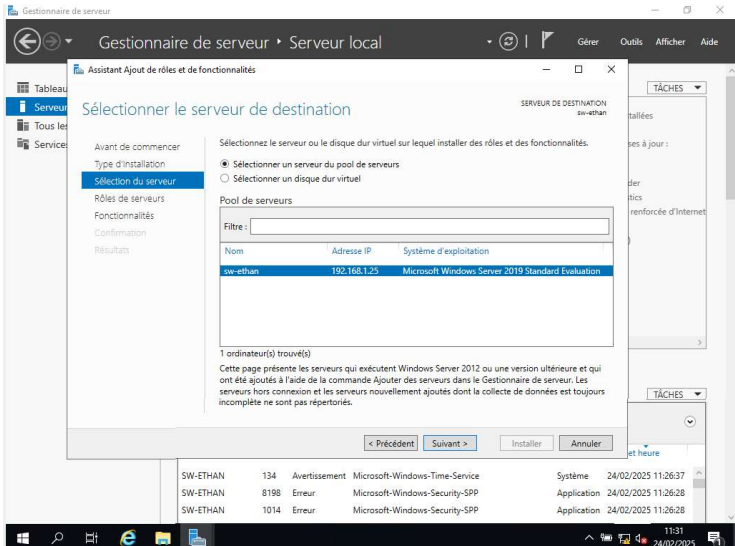 Gestionnaire de serveur
Gestionnaire de serveur • Serveur local
Gérer Outils Afficher Aide
Assistant Ajout de rôles et de fonctionnalités
Tableau
Serveur
Tous les
Service
TÂCHES
Sélectionner le serveur de destination
SERVEUR DE DESTINATION
sw-ethan
Avant de commencer
Type d'installation
Sélection du serveur
Rôles de serveurs
Fonctionnalités
Confirmation
Résultats
Sélectionnez le serveur ou le disque dur virtuel sur lequel installer des rôles et des fonctionnalités.
Sélectionner un serveur du pool de serveurs
Sélectionner un disque dur virtuel
Pool de serveurs
Filtre :
Nom Adresse IP Système d'exploitation
sw-ethan 192.168.1.25 Microsoft Windows Server 2019 Standard Evaluation
1 ordinateur(s) trouvé(s)
Cette page présente les serveurs qui exécutent Windows Server 2012 ou une version ultérieure et qui
ont été ajoutés à l'aide de la commande Ajouter des serveurs dans le Gestionnaire de serveur. Les
serveurs hors connexion et les serveurs nouvellement ajoutés dont la collecte de données est toujours
incomplète ne sont pas répertoriés.
< Précédent Suivant > Installer Annuler
tallées
ses à jour :
der
stics
renforcée d'Internet
TÂCHES
et heure
SW-ETHAN 134 Avertissement Microsoft-Windows-Time-Service Système 24/02/2025 11:26:37
SW-ETHAN 8198 Erreur Microsoft-Windows-Security-SPP Application 24/02/2025 11:26:28
SW-ETHAN 1014 Erreur Microsoft-Windows-Security-SPP Application 24/02/2025 11:26:28
11:31
24/02/2025